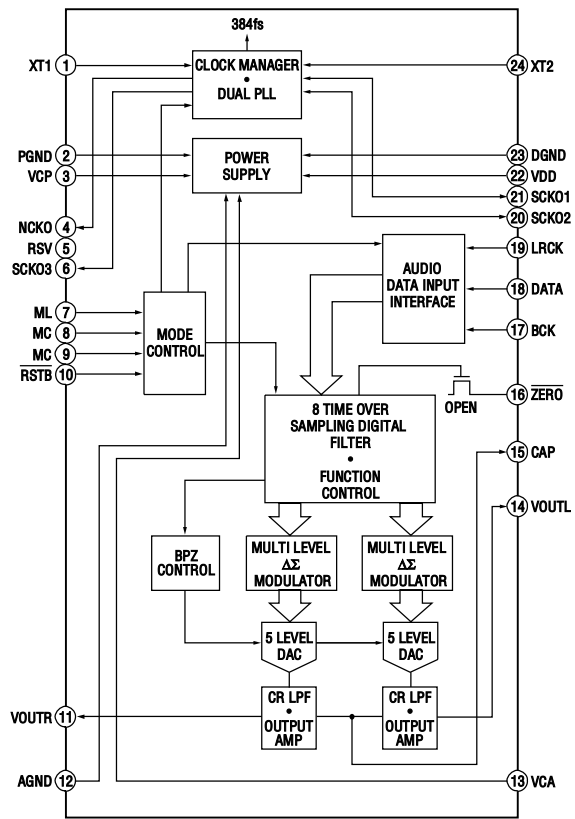 384fs
XT1 1
CLOCK MANAGER
•
DUAL PLL
24 XT2
PGND 2
VCP 3
POWER
SUPPLY
23 DGND
22 VDD
21 SCKO1
20 SCKO2
NCKO 4
RSV 5
SCKO3 6
19 LRCK
18 DATA
17 BCK
AUDIO
DATA INPUT
INTERFACE
ML 7
MC 8
MC 9
RSTB 10
MODE
CONTROL
8 TIME OVER
SAMPLING DIGITAL
FILTER
•
FUNCTION
CONTROL
OPEN
16 ZERO
15 CAP
14 VOUTL
BPZ
CONTROL
MULTI LEVEL
ΔΣ
MODULATOR
MULTI LEVEL
ΔΣ
MODULATOR
5 LEVEL
DAC
5 LEVEL
DAC
CR LPF
•
OUTPUT
AMP
CR LPF
•
OUTPUT
AMP
VOUTR 11
AGND 12
13 VCA